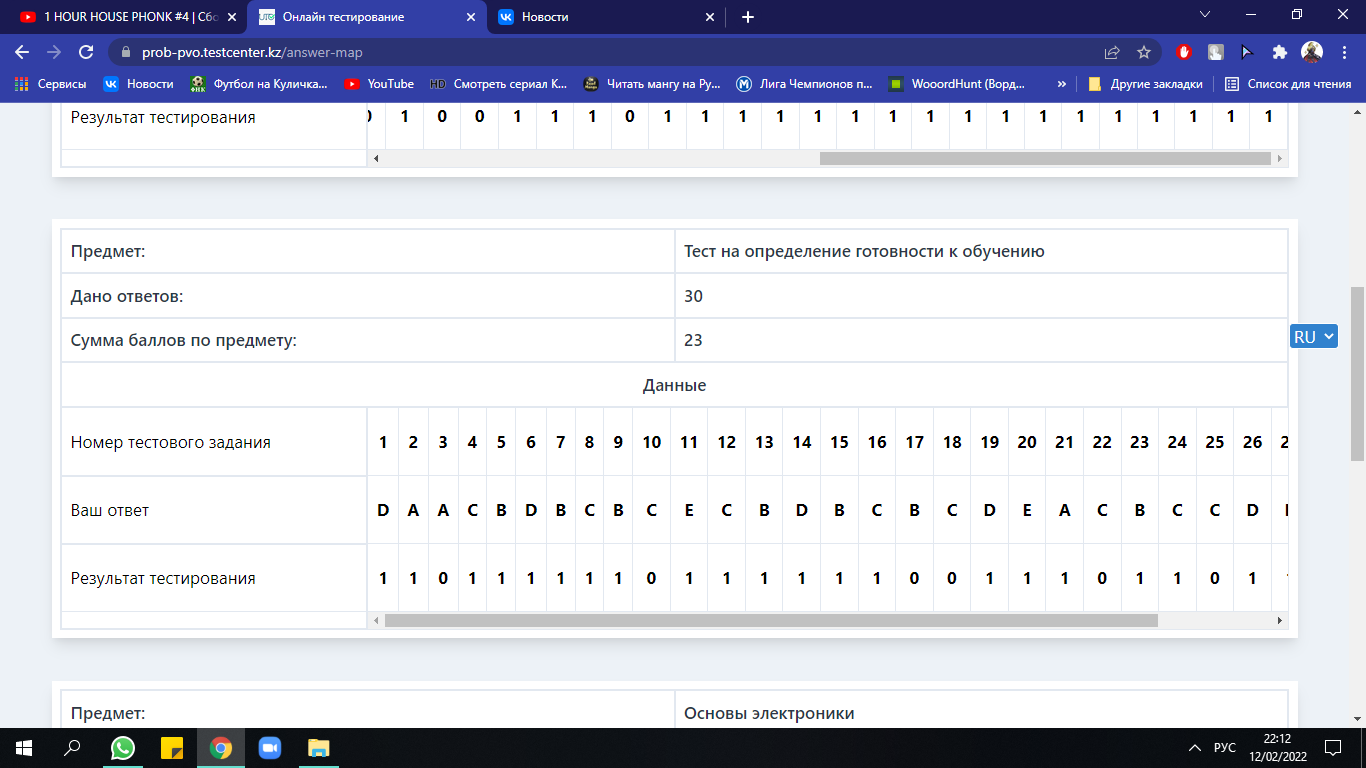 1 HOUR HOUSE PHONK #4 | Сбо
Онлайн тестирование
Новости
prob-pvo.testcenter.kz/answer-map
Сервисы Новости Футбол на Куличка... YouTube Смотреть сериал К... Читать мангу на Ру... Лига Чемпионов п... WooordHunt (Ворд... » Другие закладки Список для чтения
Результат тестирования 1 0 0 1 1 1 0 1 1 1 1 1 1 1 1 1 1 1 1 1 1 1 1 1
Предмет: Тест на определение готовности к обучению
Дано ответов: 30
Сумма баллов по предмету: 23
RU
Данные
Номер тестового задания 1 2 3 4 5 6 7 8 9 10 11 12 13 14 15 16 17 18 19 20 21 22 23 24 25 26
Ваш ответ D A A C B D B C B C E C B D B C B C D E A C B C C D
Результат тестирования 1 1 0 1 1 1 1 1 1 0 1 1 1 1 1 1 0 0 1 1 1 0 1 1 0 1
Предмет: Основы электроники
РУС
22:12
12/02/2022